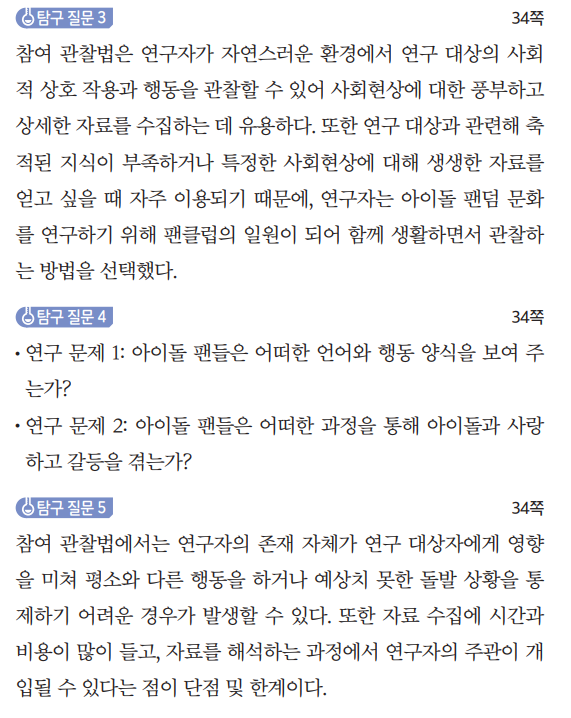 탐구 질문 3 34쪽
참여 관찰법은 연구자가 자연스러운 환경에서 연구 대상의 사회
적 상호 작용과 행동을 관찰할 수 있어 사회현상에 대한 풍부하고
상세한 자료를 수집하는 데 유용하다. 또한 연구 대상과 관련해 축
적된 지식이 부족하거나 특정한 사회현상에 대해 생생한 자료를
얻고 싶을 때 자주 이용되기 때문에, 연구자는 아이돌 팬덤 문화
를 연구하기 위해 팬클럽의 일원이 되어 함께 생활하면서 관찰하
는 방법을 선택했다.
탐구 질문 4 34쪽
• 연구 문제 1: 아이돌 팬들은 어떠한 언어와 행동 양식을 보여 주
는가?
• 연구 문제 2: 아이돌 팬들은 어떠한 과정을 통해 아이돌과 사랑
하고 갈등을 겪는가?
탐구 질문 5 34쪽
참여 관찰법에서는 연구자의 존재 자체가 연구 대상자에게 영향
을 미쳐 평소와 다른 행동을 하거나 예상치 못한 돌발 상황을 통
제하기 어려운 경우가 발생할 수 있다. 또한 자료 수집에 시간과
비용이 많이 들고, 자료를 해석하는 과정에서 연구자의 주관이 개
입될 수 있다는 점이 단점 및 한계이다.